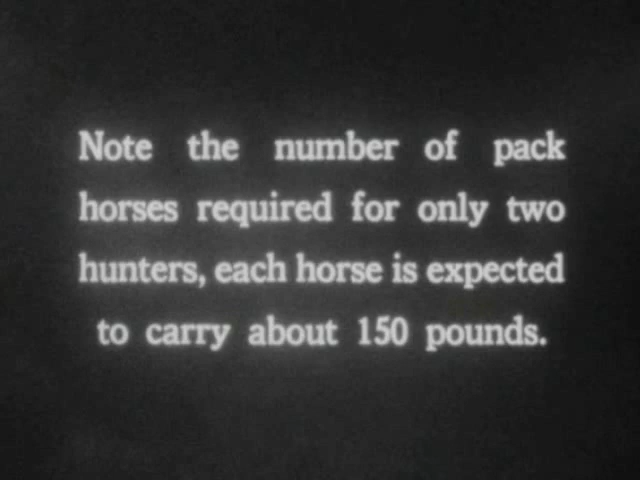 Note the number of pack
horses required for only two
hunters, each horse is expected
to carry about 150 pounds.